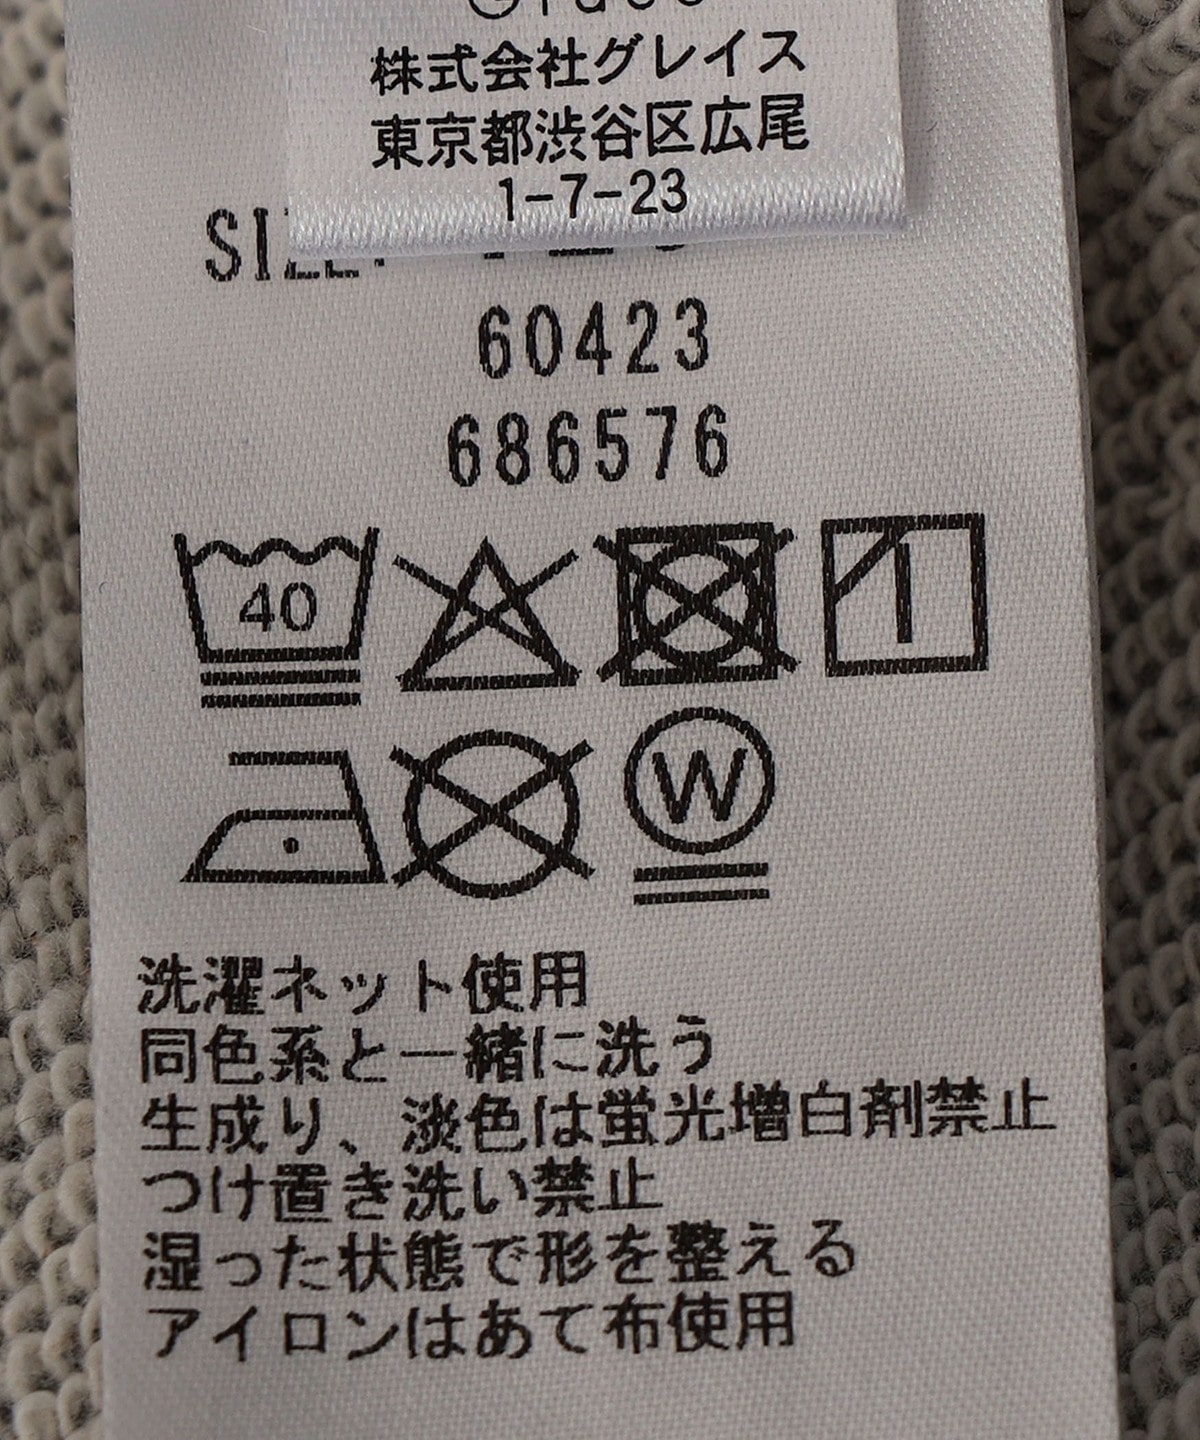 株式会社グレイス
東京都渋谷区広尾
1-7-23
60423
686576
40
W
洗濯ネット使用
同色系と一緒に洗う
生成り、淡色は蛍光増白剤禁止
つけ置き洗い禁止
湿った状態で形を整える
アイロンはあて布使用